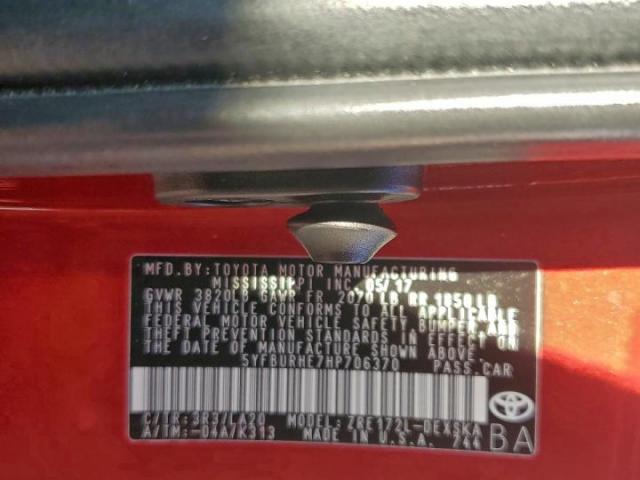 MFD.BY:TOYOTA MOTOR MANUFACTURING
MISSISSIPPI INC. 05/17
GVWR 3820LB GAWR FR 2070 LB RR 1850LB
THIS VEHICLE CONFORMS TO ALL APPLICABLE
FEDERAL MOTOR VEHICLE SAFETY, BUMPER, AND
THEFT PREVENTION STANDARDS IN EFFECT ON
THE DATE OF MANUFACTURE SHOWN ABOVE.
5YFBURHE7HP706370 PASS.CAR
C/TR:3R3/LA20 MODEL: ZRE172L-DEXSKA
A/TM:-04A/K313 MADE IN U.S.A. 744
BA